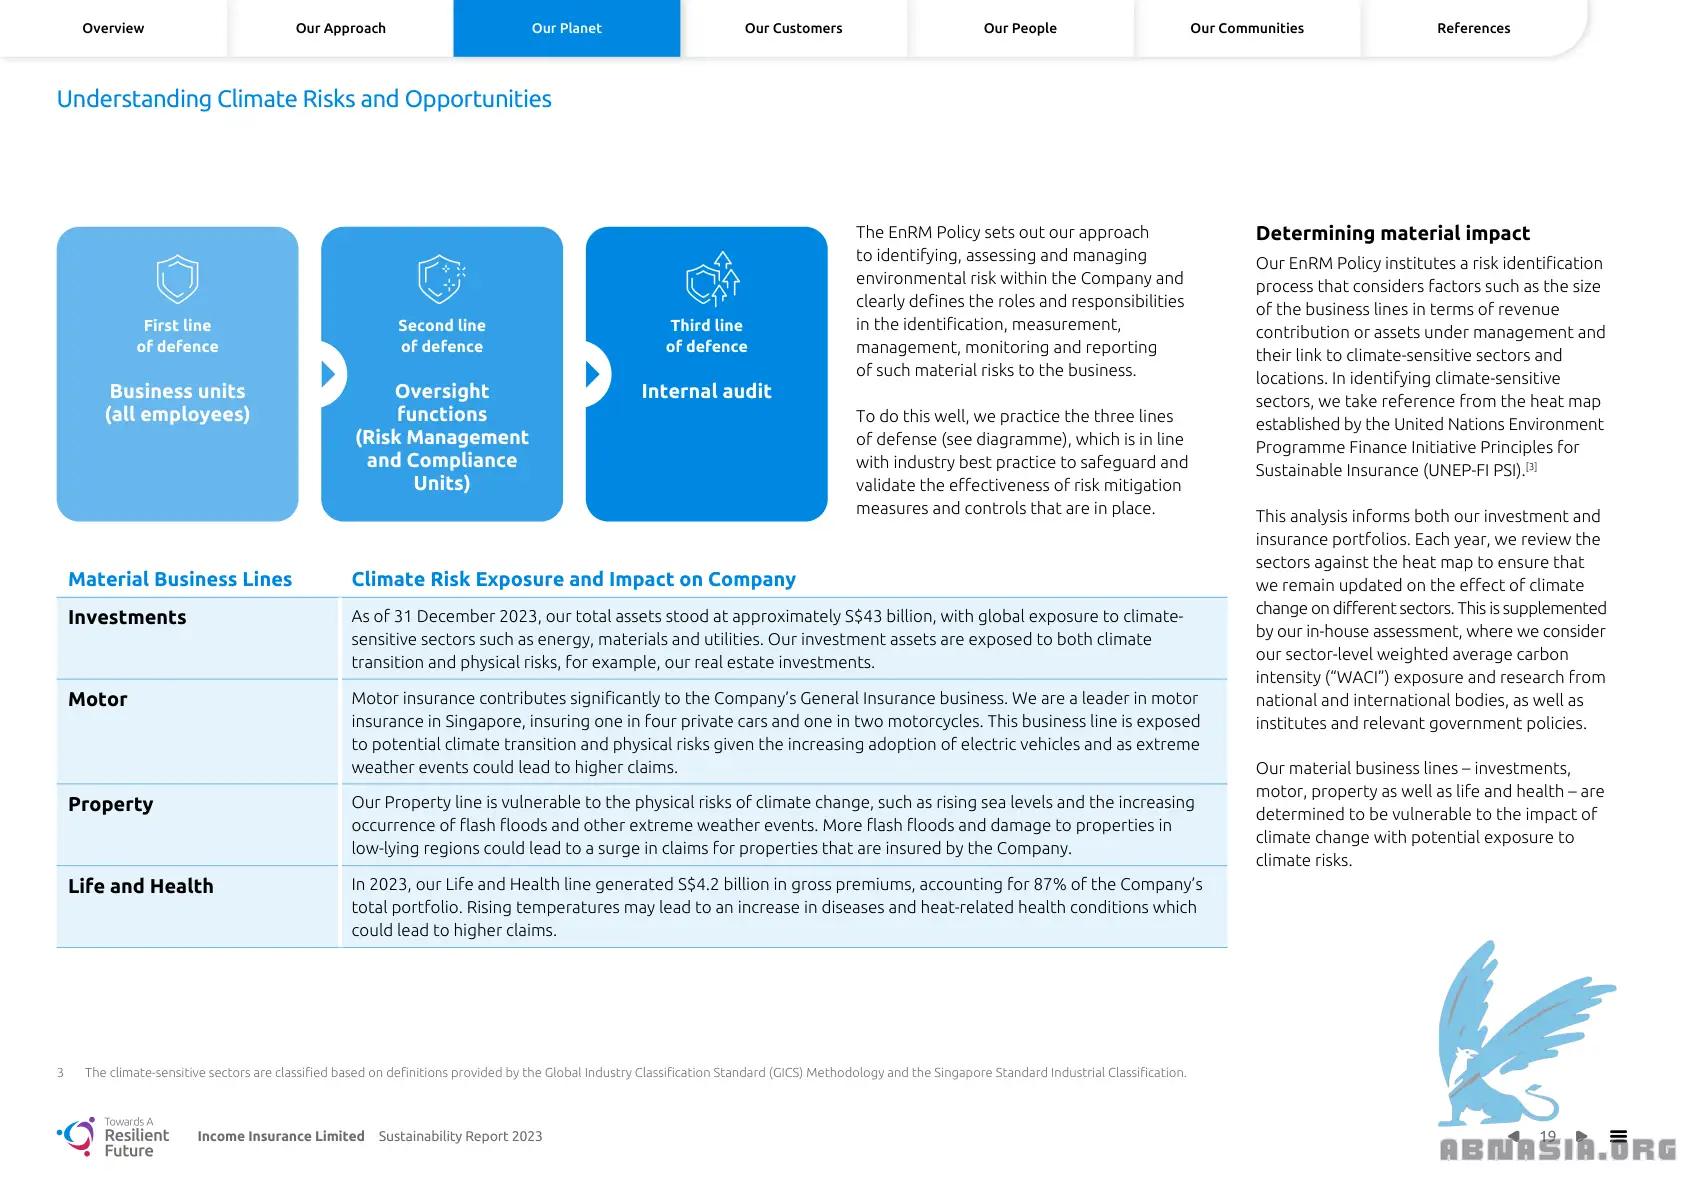 Overview
Our Approach
Our Planet
Our Customers
Our People
Our Communities
References
Understanding Climate Risks and Opportunities
First line
of defence
Business units
(all employees)
Second line
of defence
Oversight
functions
(Risk Management
and Compliance
Units)
Third line
of defence
Internal audit
The EnRM Policy sets out our approach
to identifying, assessing and managing
environmental risk within the Company and
clearly defines the roles and responsibilities
in the identification, measurement,
management, monitoring and reporting
of such material risks to the business.
To do this well, we practice the three lines
of defense (see diagramme), which is in line
with industry best practice to safeguard and
validate the effectiveness of risk mitigation
measures and controls that are in place.
Determining material impact
Our EnRM Policy institutes a risk identification
process that considers factors such as the size
of the business lines in terms of revenue
contribution or assets under management and
their link to climate-sensitive sectors and
locations. In identifying climate-sensitive
sectors, we take reference from the heat map
established by the United Nations Environment
Programme Finance Initiative Principles for
Sustainable Insurance (UNEP-FI PSI).[3]
This analysis informs both our investment and
insurance portfolios. Each year, we review the
sectors against the heat map to ensure that
we remain updated on the effect of climate
change on different sectors. This is supplemented
by our in-house assessment, where we consider
our sector-level weighted average carbon
intensity (“WACI”) exposure and research from
national and international bodies, as well as
institutes and relevant government policies.
Our material business lines – investments,
motor, property as well as life and health – are
determined to be vulnerable to the impact of
climate change with potential exposure to
climate risks.
Material Business Lines
Climate Risk Exposure and Impact on Company
Investments
As of 31 December 2023, our total assets stood at approximately S$43 billion, with global exposure to climate-
sensitive sectors such as energy, materials and utilities. Our investment assets are exposed to both climate
transition and physical risks, for example, our real estate investments.
Motor
Motor insurance contributes significantly to the Company’s General Insurance business. We are a leader in motor
insurance in Singapore, insuring one in four private cars and one in two motorcycles. This business line is exposed
to potential climate transition and physical risks given the increasing adoption of electric vehicles and as extreme
weather events could lead to higher claims.
Property
Our Property line is vulnerable to the physical risks of climate change, such as rising sea levels and the increasing
occurrence of flash floods and other extreme weather events. More flash floods and damage to properties in
low-lying regions could lead to a surge in claims for properties that are insured by the Company.
Life and Health
In 2023, our Life and Health line generated S$4.2 billion in gross premiums, accounting for 87% of the Company’s
total portfolio. Rising temperatures may lead to an increase in diseases and heat-related health conditions which
could lead to higher claims.
3 The climate-sensitive sectors are classified based on definitions provided by the Global Industry Classification Standard (GICS) Methodology and the Singapore Standard Industrial Classification.
Towards A
Resilient
Future
Income Insurance Limited Sustainability Report 2023
19
ABNASIA.ORG